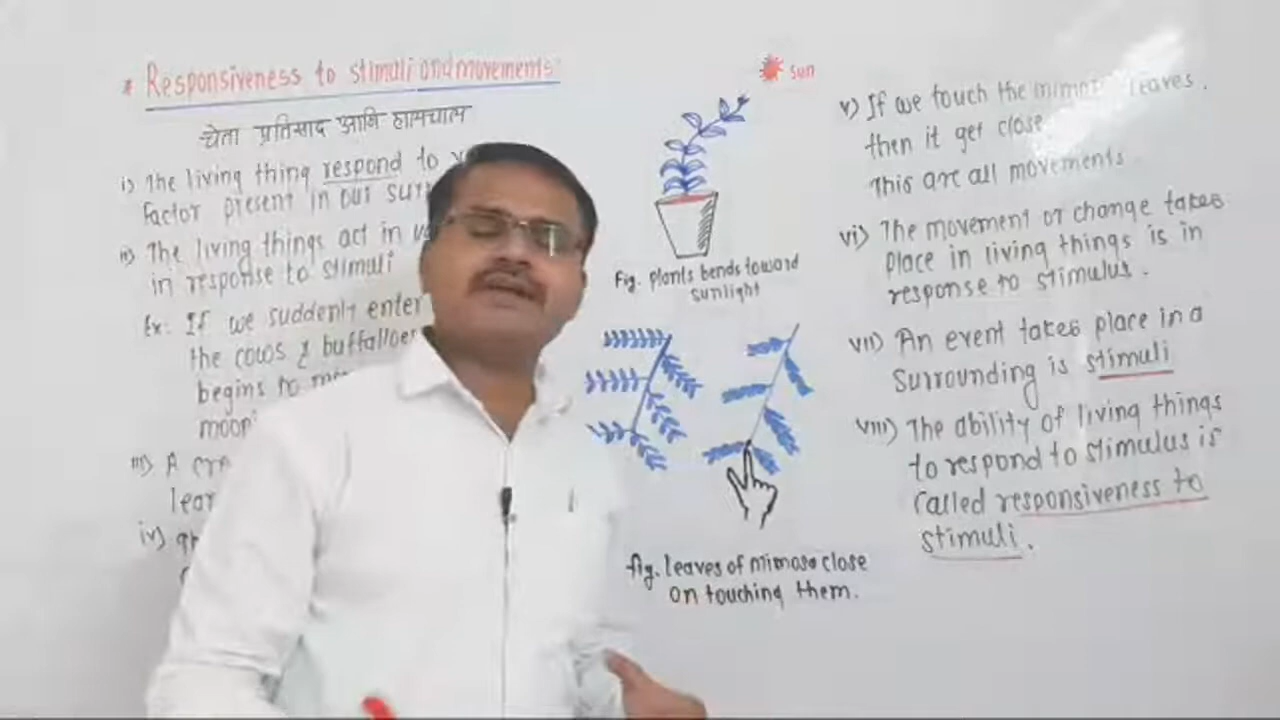 * Responsiveness to stimuli and movements
चेता प्रतिसाद आणि हालचाल
i) The living thing respond to
factor present in our surr
ii) The living things act in
in response to stimuli
Ex: If we suddenly enter
the cows & buffalloes
begins to
moo
iii) A
lear
iv)
sun
Fig. plants bends toward
sunlight
fig. leaves of mimosa close
on touching them.
v) If we touch the leaves.
then it get close
This are all movements
vi) The movement or change takes
place in living things is in
response to stimulus.
vii) An event takes place in a
Surrounding is stimuli
viii) The ability of living things
to respond to stimulus is
called responsiveness to
stimuli.